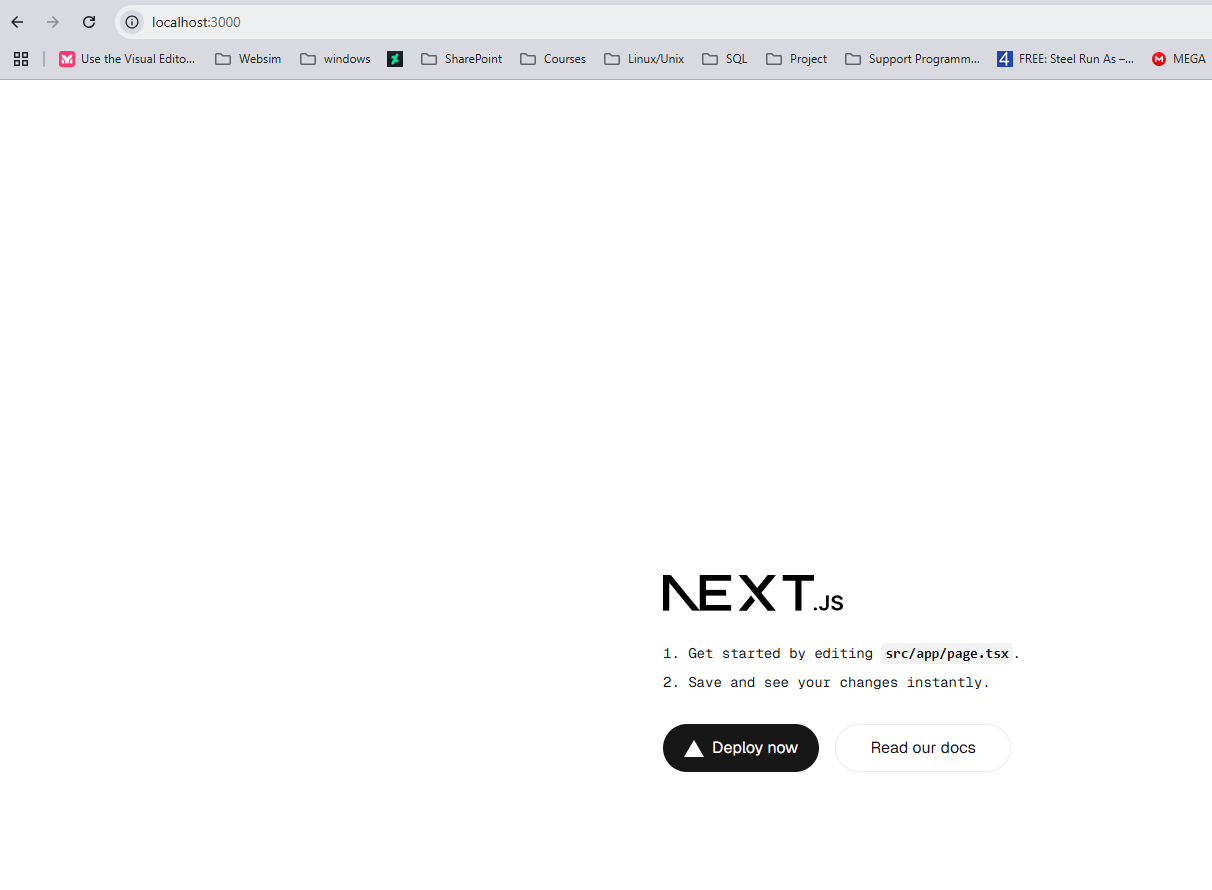 localhost:3000
Use the Visual Edito... Websim windows SharePoint Courses Linux/Unix SQL Project Support Programm... 4 FREE: Steel Run As –... M MEGA
NEXT.JS
1. Get started by editing src/app/page.tsx.
2. Save and see your changes instantly.
Deploy now Read our docs